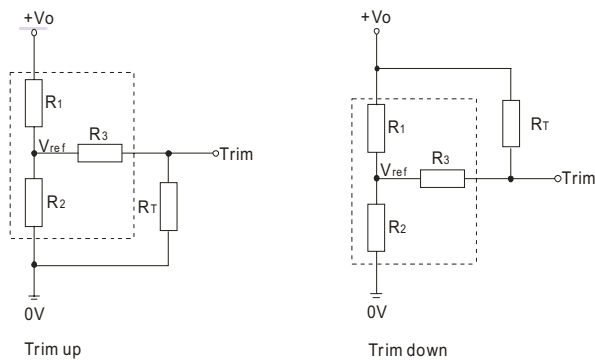 +Vo
R1
Vref
R3
Trim
R2
RT
0V
Trim up
+Vo
R1
RT
Vref
R3
Trim
R2
0V
Trim down